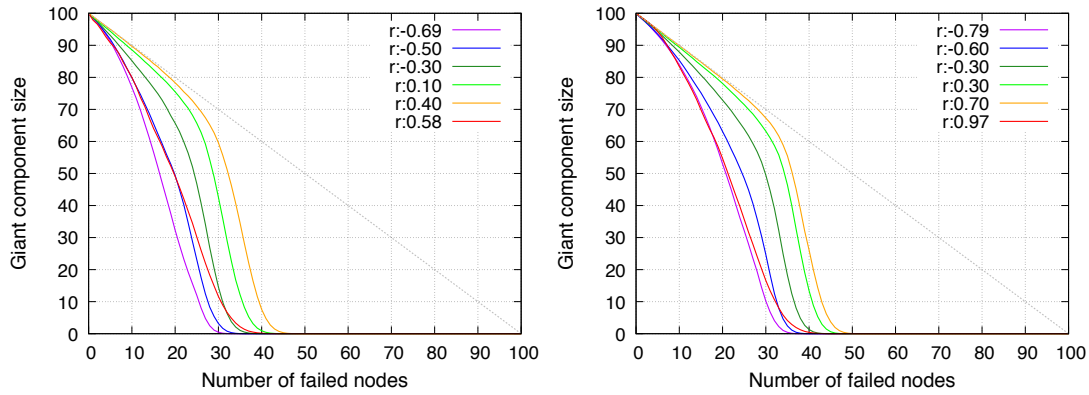 100
90
80
70
60
50
40
30
20
10
0
0 10 20 30 40 50 60 70 80 90 100
Giant component size
Number of failed nodes
r:-0.69
r:-0.50
r:-0.30
r:0.10
r:0.40
r:0.58
100
90
80
70
60
50
40
30
20
10
0
0 10 20 30 40 50 60 70 80 90 100
Giant component size
Number of failed nodes
r:-0.79
r:-0.60
r:-0.30
r:0.30
r:0.70
r:0.97